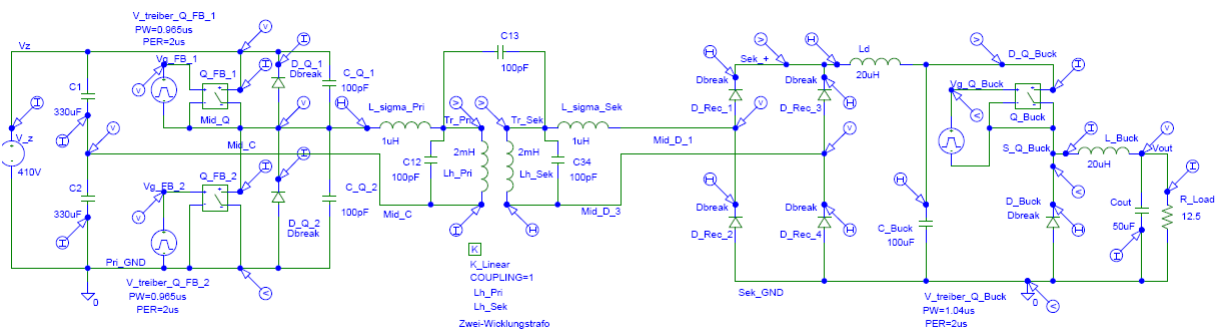 V_treiber_Q_FB_1
PW=0.965us
PER=2us
Vz
Vg_FB_1
Q_FB_1
D_Q_1
Dbreak
C_Q_1
100pF
C1
330uF
V_z
410V
Mid_Q
Mid_C
C2
330uF
Vg_FB_2
Q_FB_2
D_Q_2
Dbreak
C_Q_2
100pF
Pri_GND
0
V_treiber_Q_FB_2
PW=0.965us
PER=2us
C13
100pF
L_sigma_Pri
1uH
Tr_Pri
Tr_Sek
L_sigma_Sek
1uH
C12
100pF
2mH
Lh_Pri
2mH
Lh_Sek
C34
100pF
Mid_C
Mid_D_1
Mid_D_3
K
K_Linear
COUPLING=1
Lh_Pri
Lh_Sek
Zwei-Wicklungstrafo
Sek_+
Dbreak
D_Rec_1
Dbreak
D_Rec_3
Ld
20uH
Dbreak
D_Rec_2
Dbreak
D_Rec_4
C_Buck
100uF
Sek_GND
D_Q_Buck
Vg_Q_Buck
Q_Buck
S_Q_Buck
L_Buck
20uH
Vout
D_Buck
Dbreak
Cout
50uF
R_Load
12.5
0
V_treiber_Q_Buck
PW=1.04us
PER=2us